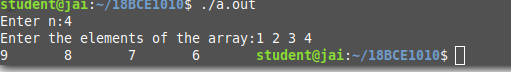 student@jai:~/18BCE1010$ ./a.out
Enter n:4
Enter the elements of the array:1 2 3 4
9 8 7 6 student@jai:~/18BCE1010$